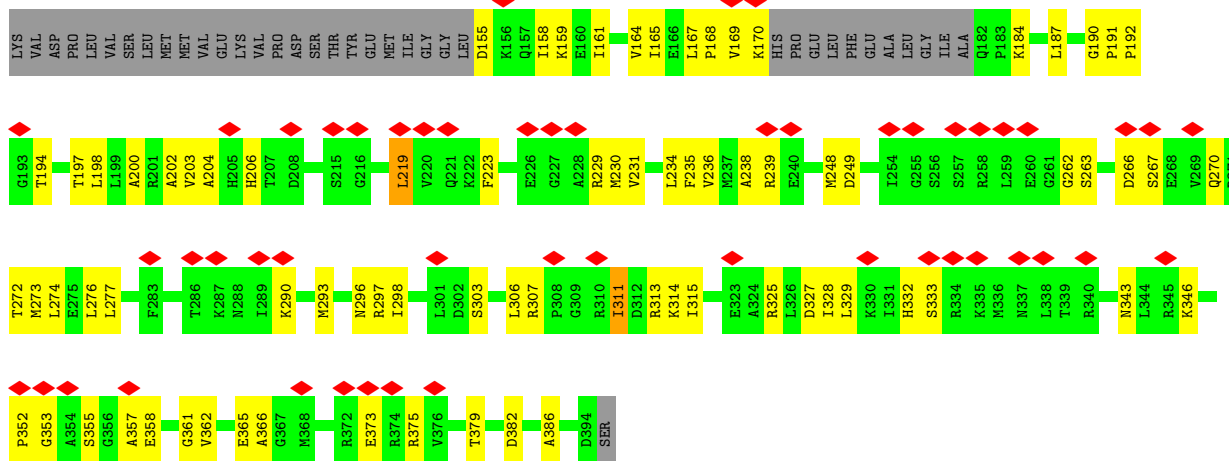 LYS VAL ASP PRO LEU VAL SER LEU MET MET VAL GLU LYS VAL PRO ASP SER THR TYR GLU MET ILE GLY GLY LEU D155 K156 Q157 I158 K159 E160 I161 V164 I165 E166 L167 P168 V169 K170 HIS PRO GLU LEU PHE GLU ALA LEU GLY ILE ALA Q182 P183 K184 L187 G190 P191 P192
G193 T194 T197 L198 L199 A200 R201 A202 V203 A204 H205 H206 T207 D208 S215 G216 L219 V220 Q221 K222 F223 E226 G227 A228 R229 M230 V231 L234 F235 V236 M237 A238 R239 E240 M248 D249 I254 G255 S256 S257 R258 L259 E260 G261 G262 S263 D266 S267 E268 V269 Q270
T272 M273 L274 E275 L276 L277 F283 T286 K287 N288 I289 K290 M293 N296 R297 I298 L301 D302 S303 L306 R307 P308 G309 R310 I311 D312 R313 K314 I315 E323 A324 R325 L326 D327 I328 L329 K330 I331 H332 S333 R334 K335 M336 N337 L338 T339 R340 N343 L344 R345 K346
P352 G353 A354 S355 G356 A357 E358 G361 V362 E365 A366 G367 M368 R372 E373 R374 R375 V376 T379 D382 A386 D394 SER